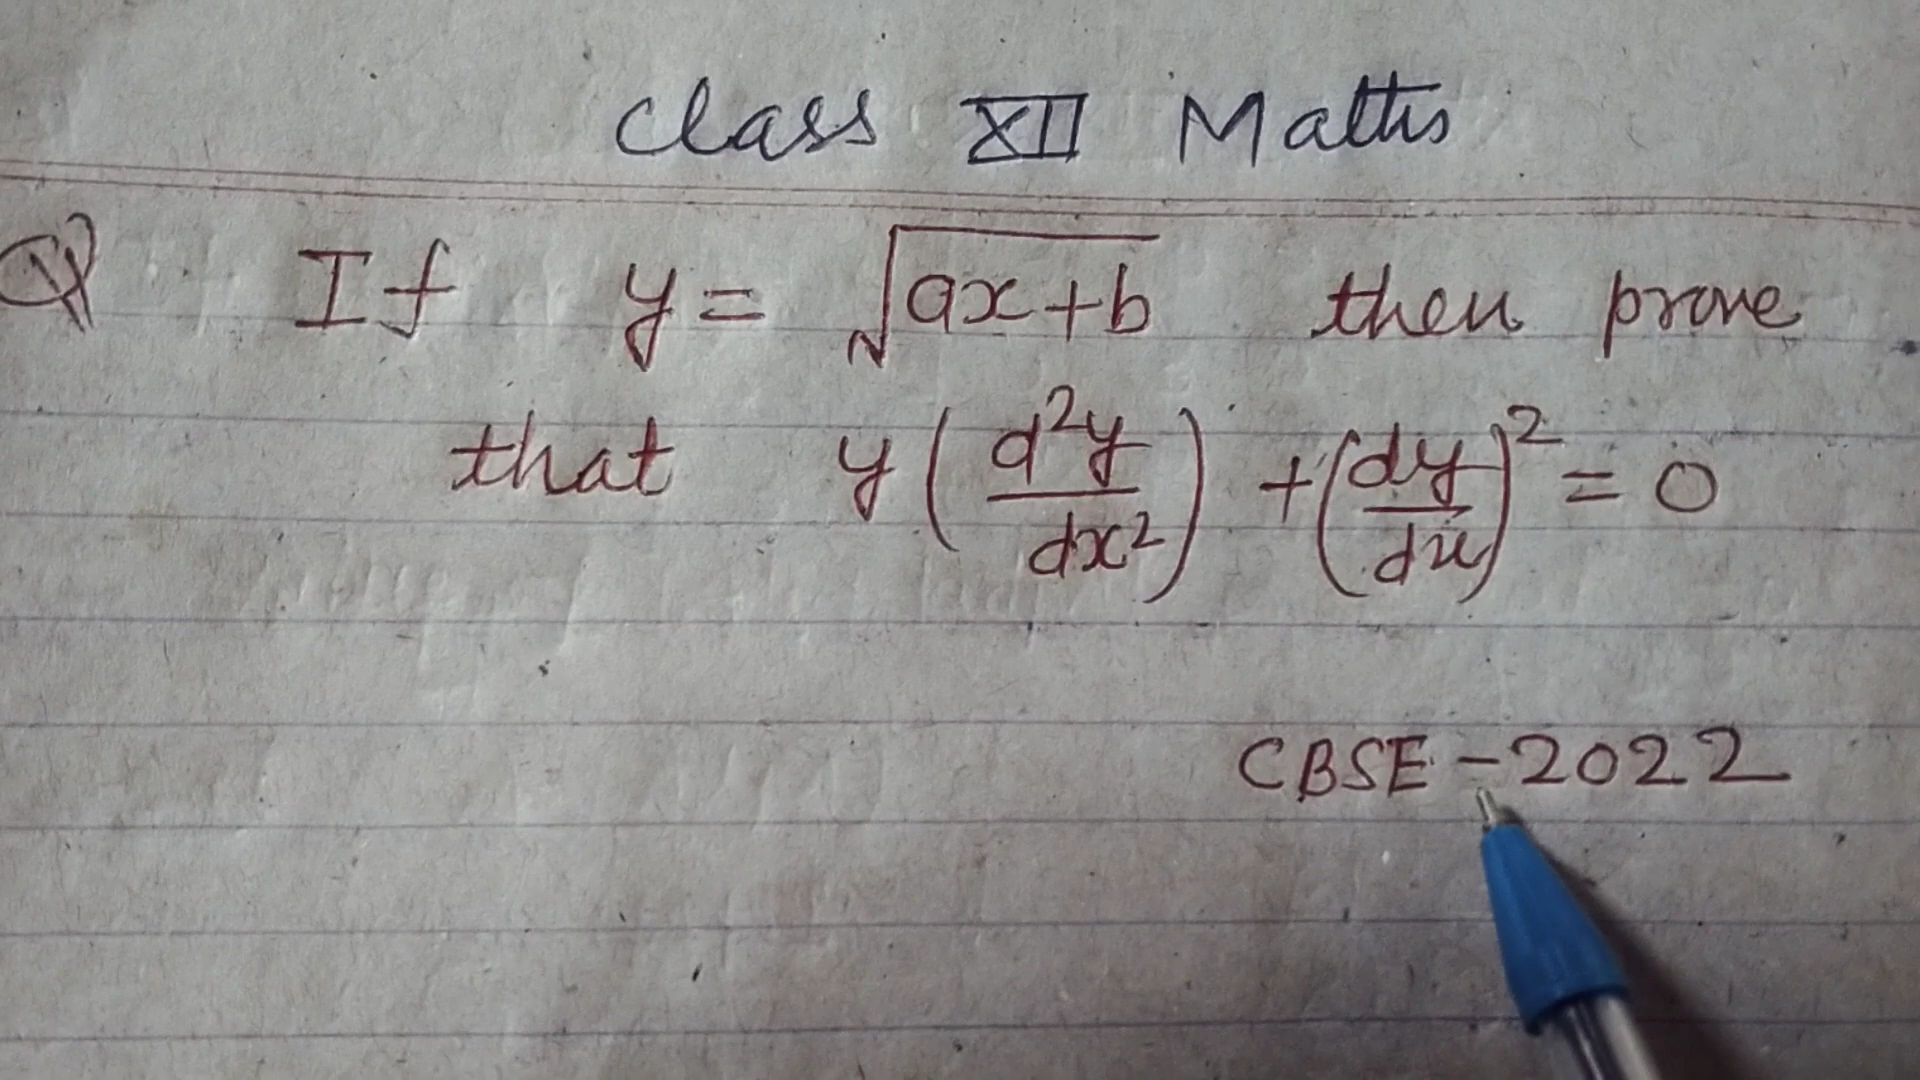 Class XII Maths
Q If y = √ax+b then prove
that y(d²y/dx²) + (dy/dx)² = 0
CBSE - 2022